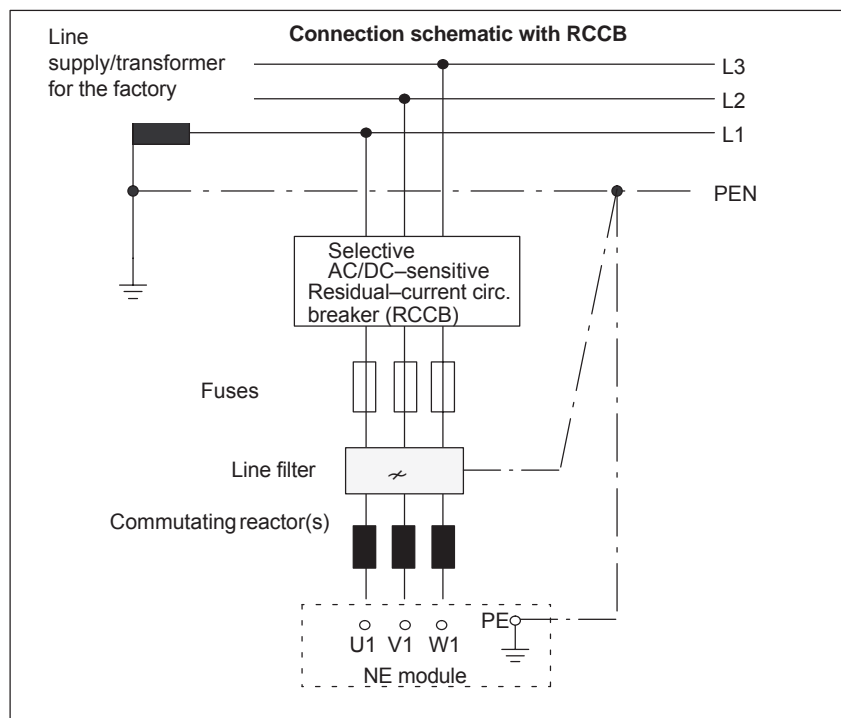 Connection schematic with RCCB
Line
supply/transformer
for the factory
L3
L2
L1
PEN
Selective
AC/DC–sensitive
Residual–current circ.
breaker (RCCB)
Fuses
Line filter
Commutating reactor(s)
PE
U1 V1 W1
NE module